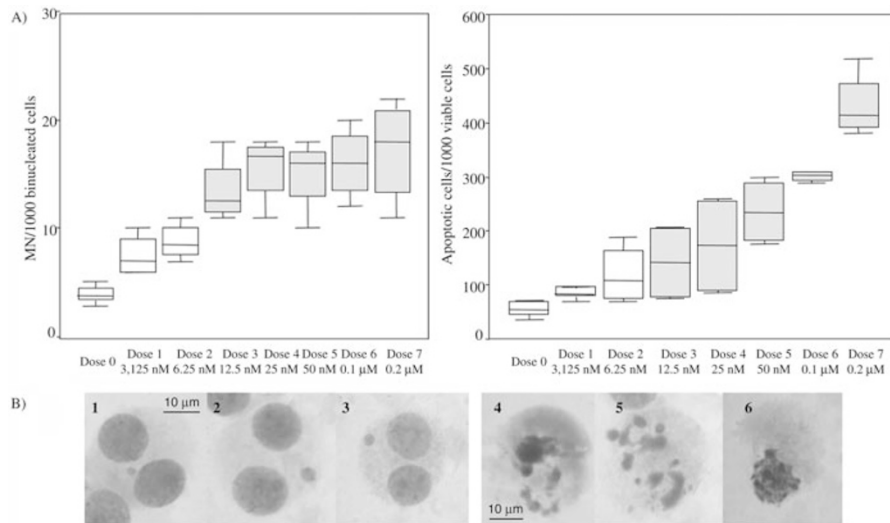 A)
30
20
10
0
MN/1000 binucleated cells
Dose 0
Dose 1 Dose 2 Dose 3 Dose 4 Dose 5 Dose 6 Dose 7
3,125 nM 6.25 nM 12.5 nM 25 nM 50 nM 0.1 µM 0.2 µM
600
500
400
300
200
100
0
Apoptotic cells/1000 viable cells
Dose 0
Dose 1 Dose 2 Dose 3 Dose 4 Dose 5 Dose 6 Dose 7
3,125 nM 6.25 nM 12.5 nM 25 nM 50 nM 0.1 µM 0.2 µM
B)
1 10 µm 2 3 4 5 6
10 µm